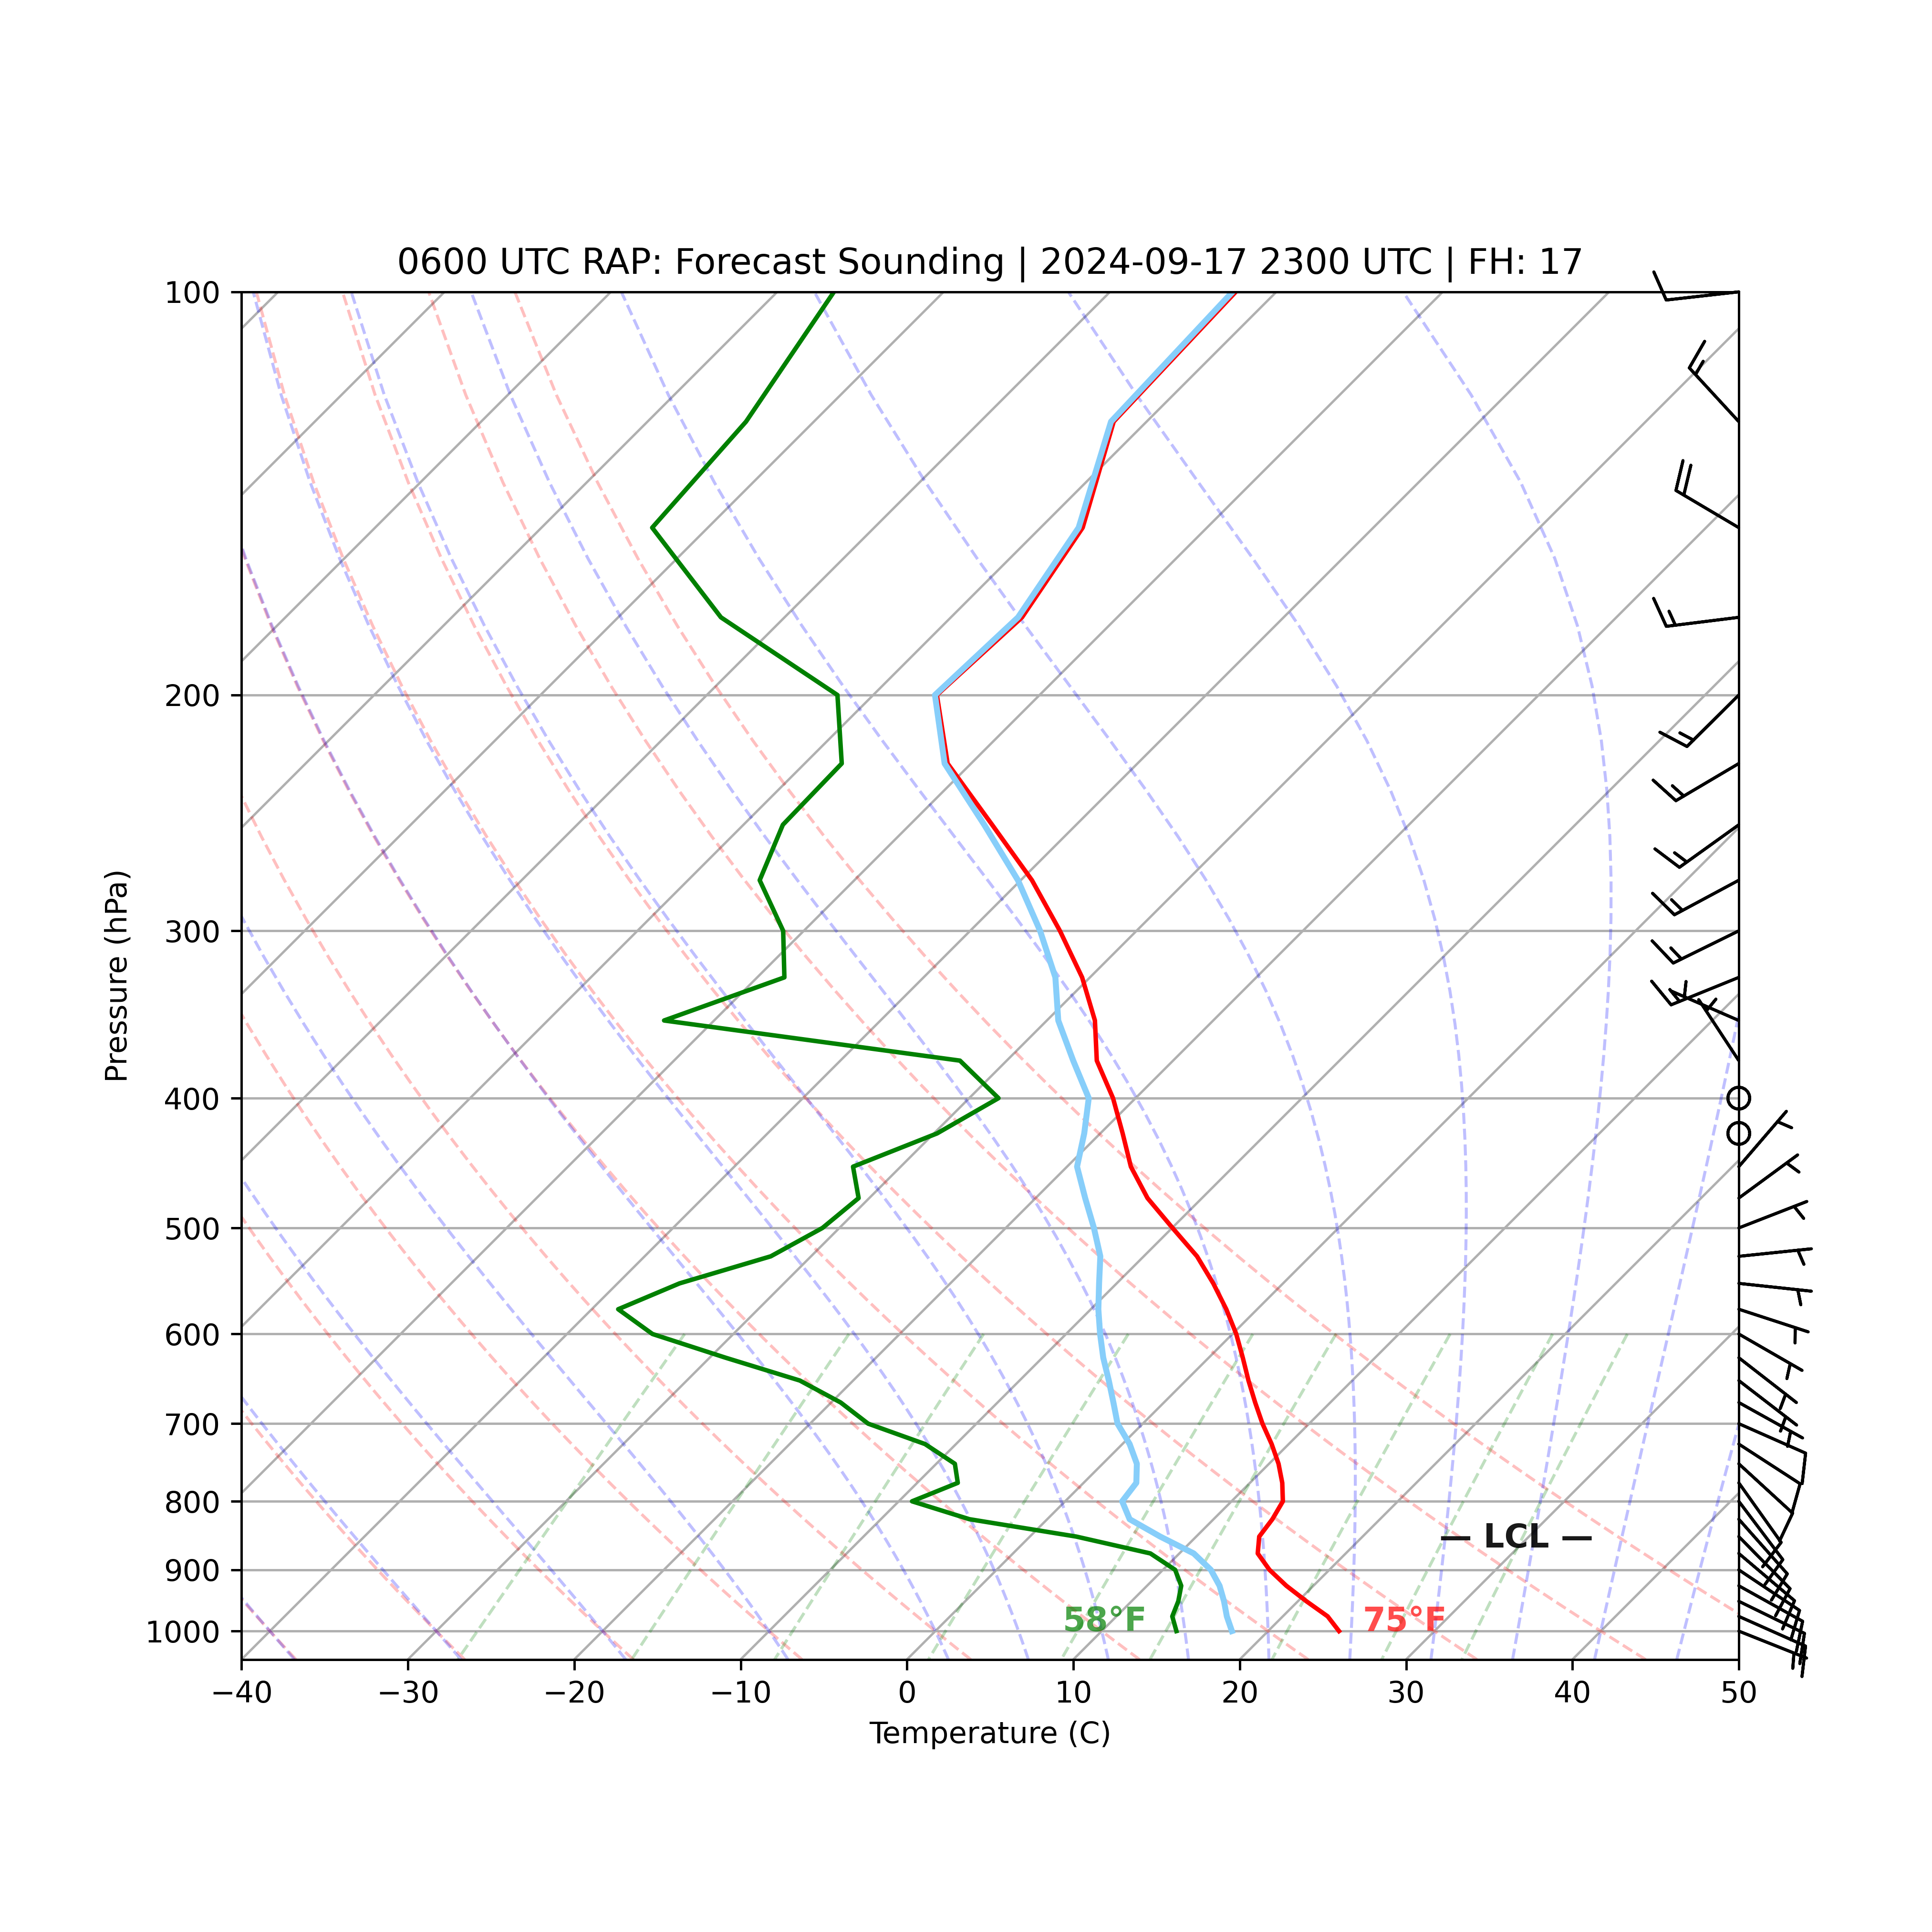 0600 UTC RAP: Forecast Sounding | 2024-09-17 2300 UTC | FH: 17
100
200
300
400
500
600
700
800
900
1000
Pressure (hPa)
— LCL —
58°F
75°F
−40 −30 −20 −10 0 10 20 30 40 50
Temperature (C)